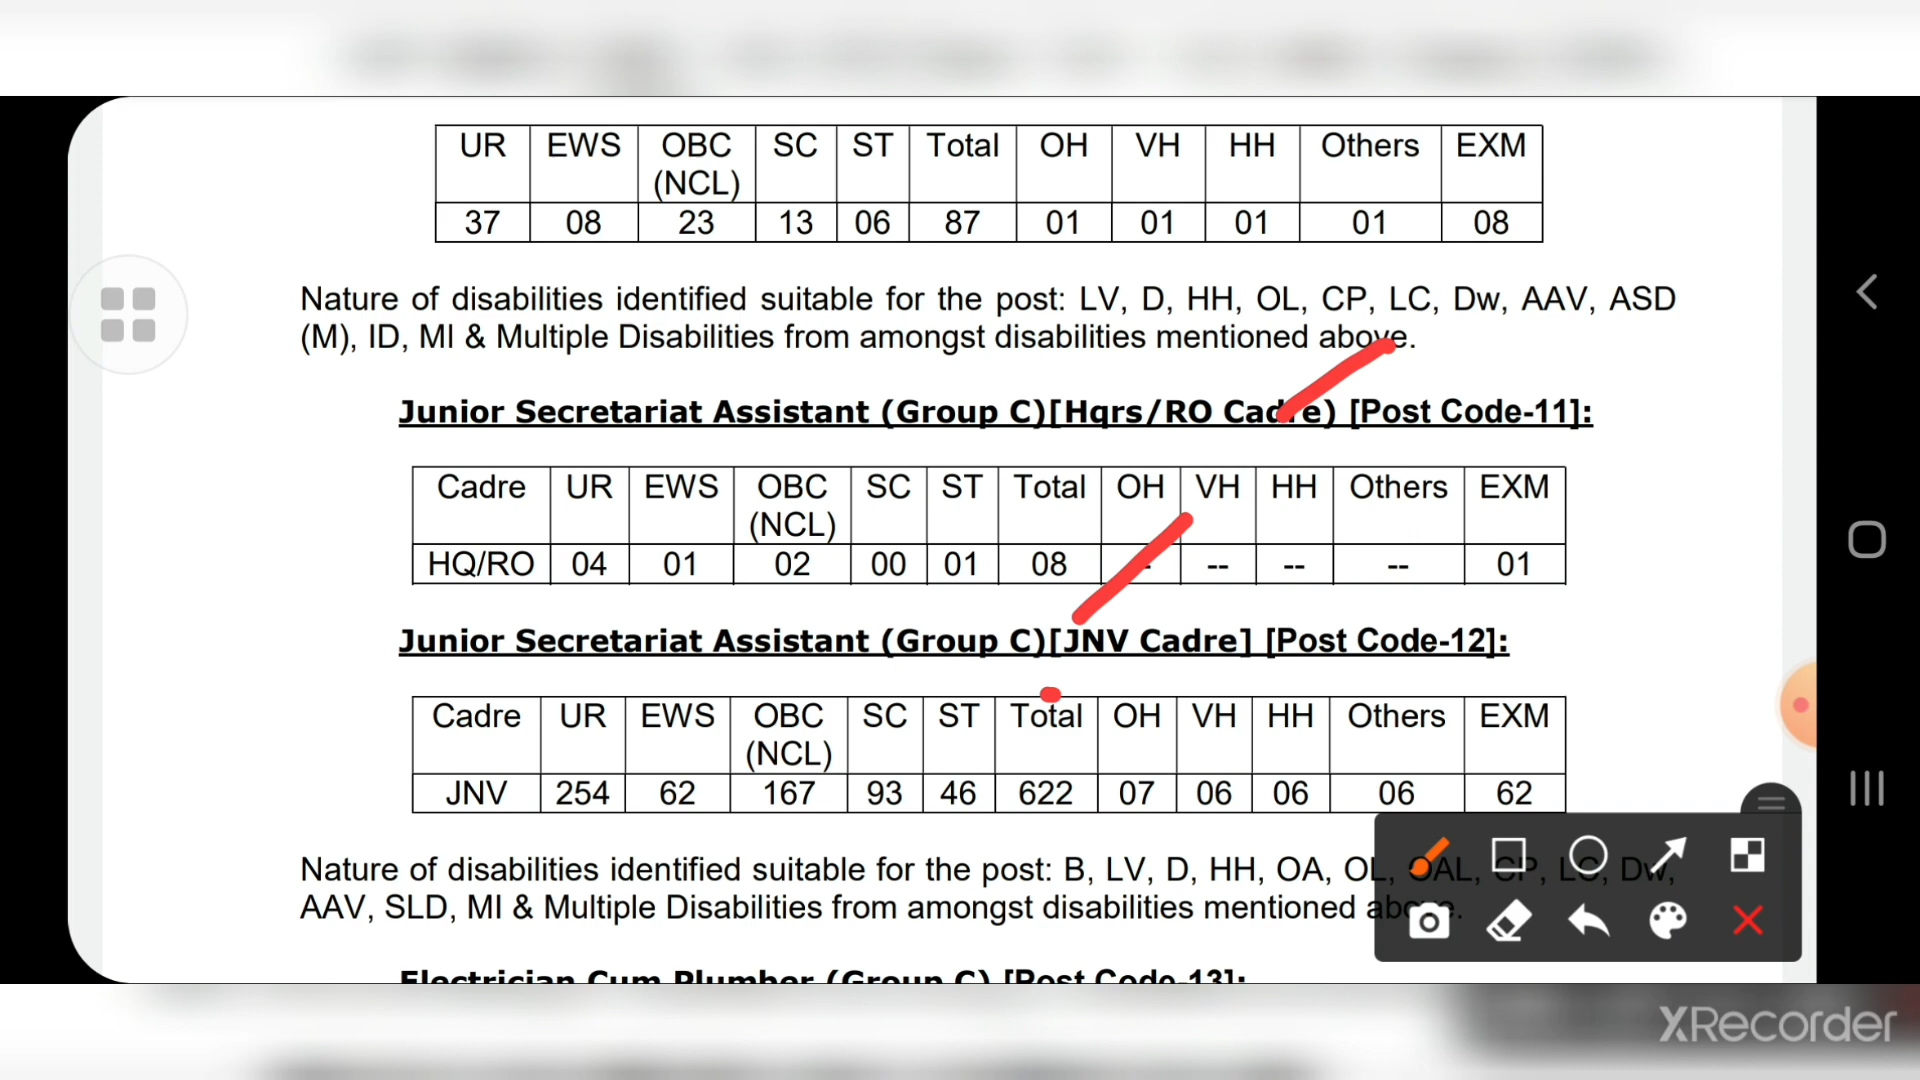 UR EWS OBC SC ST Total OH VH HH Others EXM
(NCL)
37 08 23 13 06 87 01 01 01 01 08
Nature of disabilities identified suitable for the post: LV, D, HH, OL, CP, LC, Dw, AAV, ASD
(M), ID, MI & Multiple Disabilities from amongst disabilities mentioned above.
Junior Secretariat Assistant (Group C)[Hqrs/RO Cadre) [Post Code-11]:
Cadre UR EWS OBC SC ST Total OH VH HH Others EXM
(NCL)
HQ/RO 04 01 02 00 01 08 -- -- -- 01
Junior Secretariat Assistant (Group C)[JNV Cadre] [Post Code-12]:
Cadre UR EWS OBC SC ST Total OH VH HH Others EXM
(NCL)
JNV 254 62 167 93 46 622 07 06 06 06 62
Nature of disabilities identified suitable for the post: B, LV, D, HH, OA, OL, OAL, CP, LC, Dw,
AAV, SLD, MI & Multiple Disabilities from amongst disabilities mentioned above.
Electrician Cum Plumber (Group C) [Post Code-13]:
XRecorder